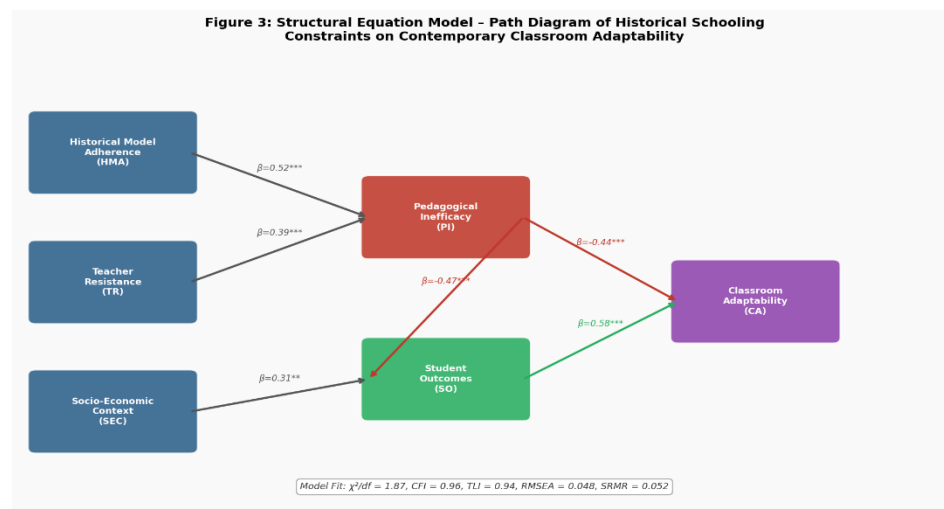 Figure 3: Structural Equation Model – Path Diagram of Historical Schooling
Constraints on Contemporary Classroom Adaptability
Historical Model
Adherence
(HMA)
β=0.52***
Pedagogical
Inefficacy
(PI)
β=0.39***
β=-0.44***
Teacher
Resistance
(TR)
β=-0.47***
Classroom
Adaptability
(CA)
β=0.58***
Student
Outcomes
(SO)
β=0.31**
Socio-Economic
Context
(SEC)
Model Fit: χ²/df = 1.87, CFI = 0.96, TLI = 0.94, RMSEA = 0.048, SRMR = 0.052